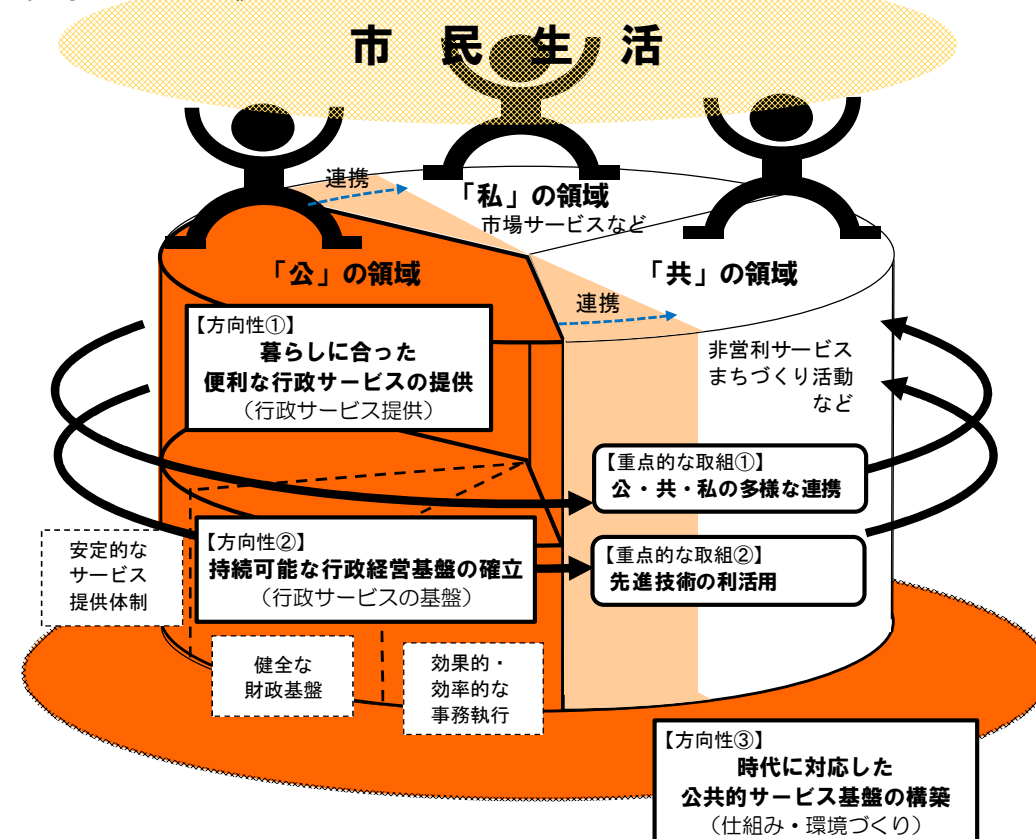 市民生活
連携
「私」の領域
市場サービスなど
「公」の領域
「共」の領域
連携
【方向性①】
暮らしに合った
便利な行政サービスの提供
（行政サービス提供）
非営利サービス
まちづくり活動
など
【重点的な取組①】
公・共・私の多様な連携
【方向性②】
持続可能な行政経営基盤の確立
（行政サービスの基盤）
【重点的な取組②】
先進技術の利活用
安定的な
サービス
提供体制
健全な
財政基盤
効果的・
効率的な
事務執行
【方向性③】
時代に対応した
公共的サービス基盤の構築
（仕組み・環境づくり）